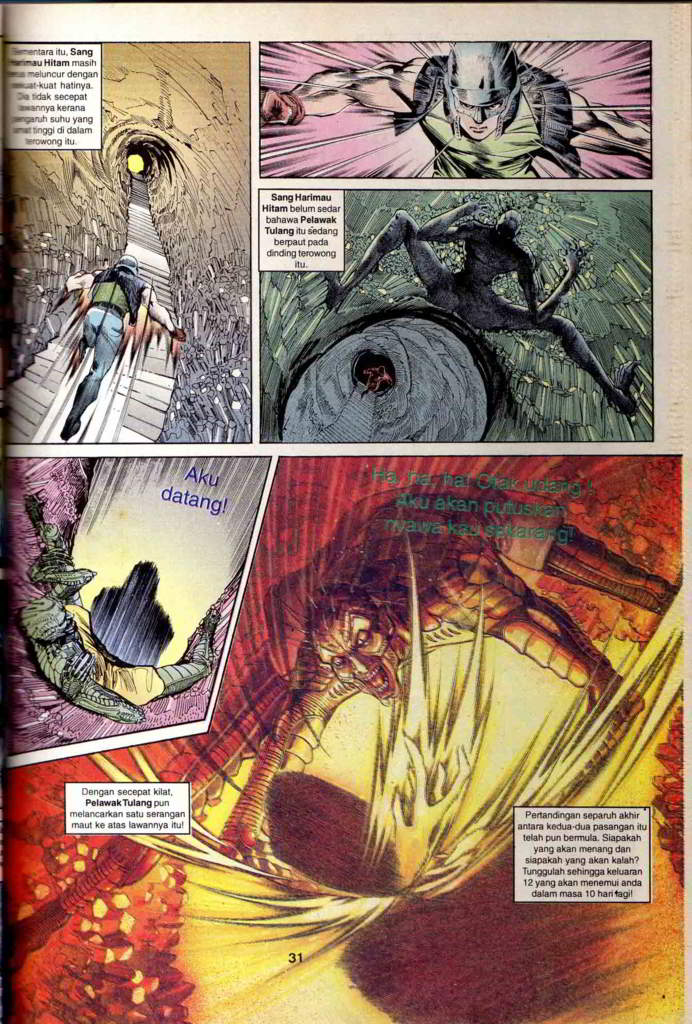 itu, Sang
Harimau Hitam masih
meluncur dengan
hatinya.
Dia tidak secepat
lawannya kerana
pengaruh suhu yang
amat tinggi di dalam
terowong itu.
Sang Harimau
Hitam belum sedar
bahawa Pelawak
Tulang itu sedang
berpaut pada
dinding terowong
itu.
Aku
datang!
Ha, ha, ha! Otak udang!
Aku akan putuskan
nyawa kau sekarang!
Dengan secepat kilat,
Pelawak Tulang pun
melancarkan satu serangan
maut ke atas lawannya itu!
Pertandingan separuh akhir
antara kedua-dua pasangan itu
telah pun bermula. Siapakah
yang akan menang dan
siapakah yang akan kalah?
Tunggulah sehingga keluaran
12 yang akan menemui anda
dalam masa 10 hari lagi!
31